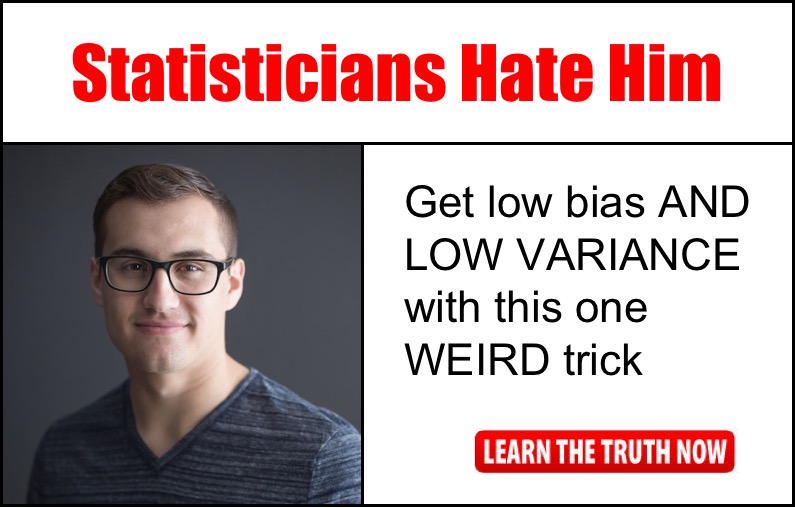 Statisticians Hate Him
Get low bias AND
LOW VARIANCE
with this one
WEIRD trick
LEARN THE TRUTH NOW